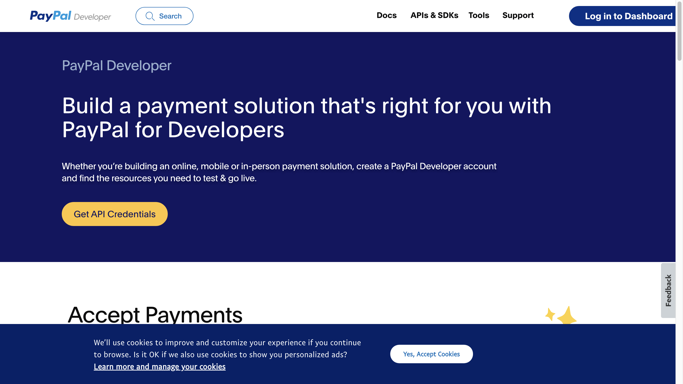 PayPal Developer
Search
Docs
APIs & SDKs
Tools
Support
Log in to Dashboard
PayPal Developer
Build a payment solution that's right for you with
PayPal for Developers
Whether you're building an online, mobile or in-person payment solution, create a PayPal Developer account
and find the resources you need to test & go live.
Get API Credentials
Feedback
Accept Payments
We'll use cookies to improve and customize your experience if you continue
to browse. Is it OK if we also use cookies to show you personalized ads?
Learn more and manage your cookies
Yes, Accept Cookies